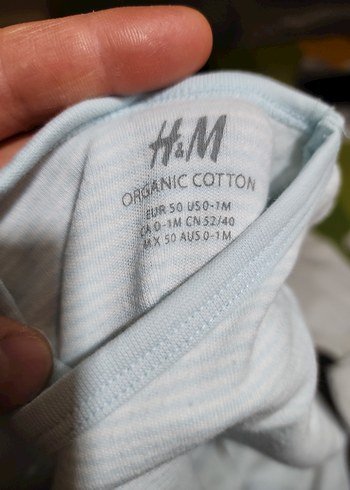 H&M
ORGANIC COTTON
EUR 50 US 0-1M
CA 0-1M CN 52/40
MX 50 AUS 0-1M